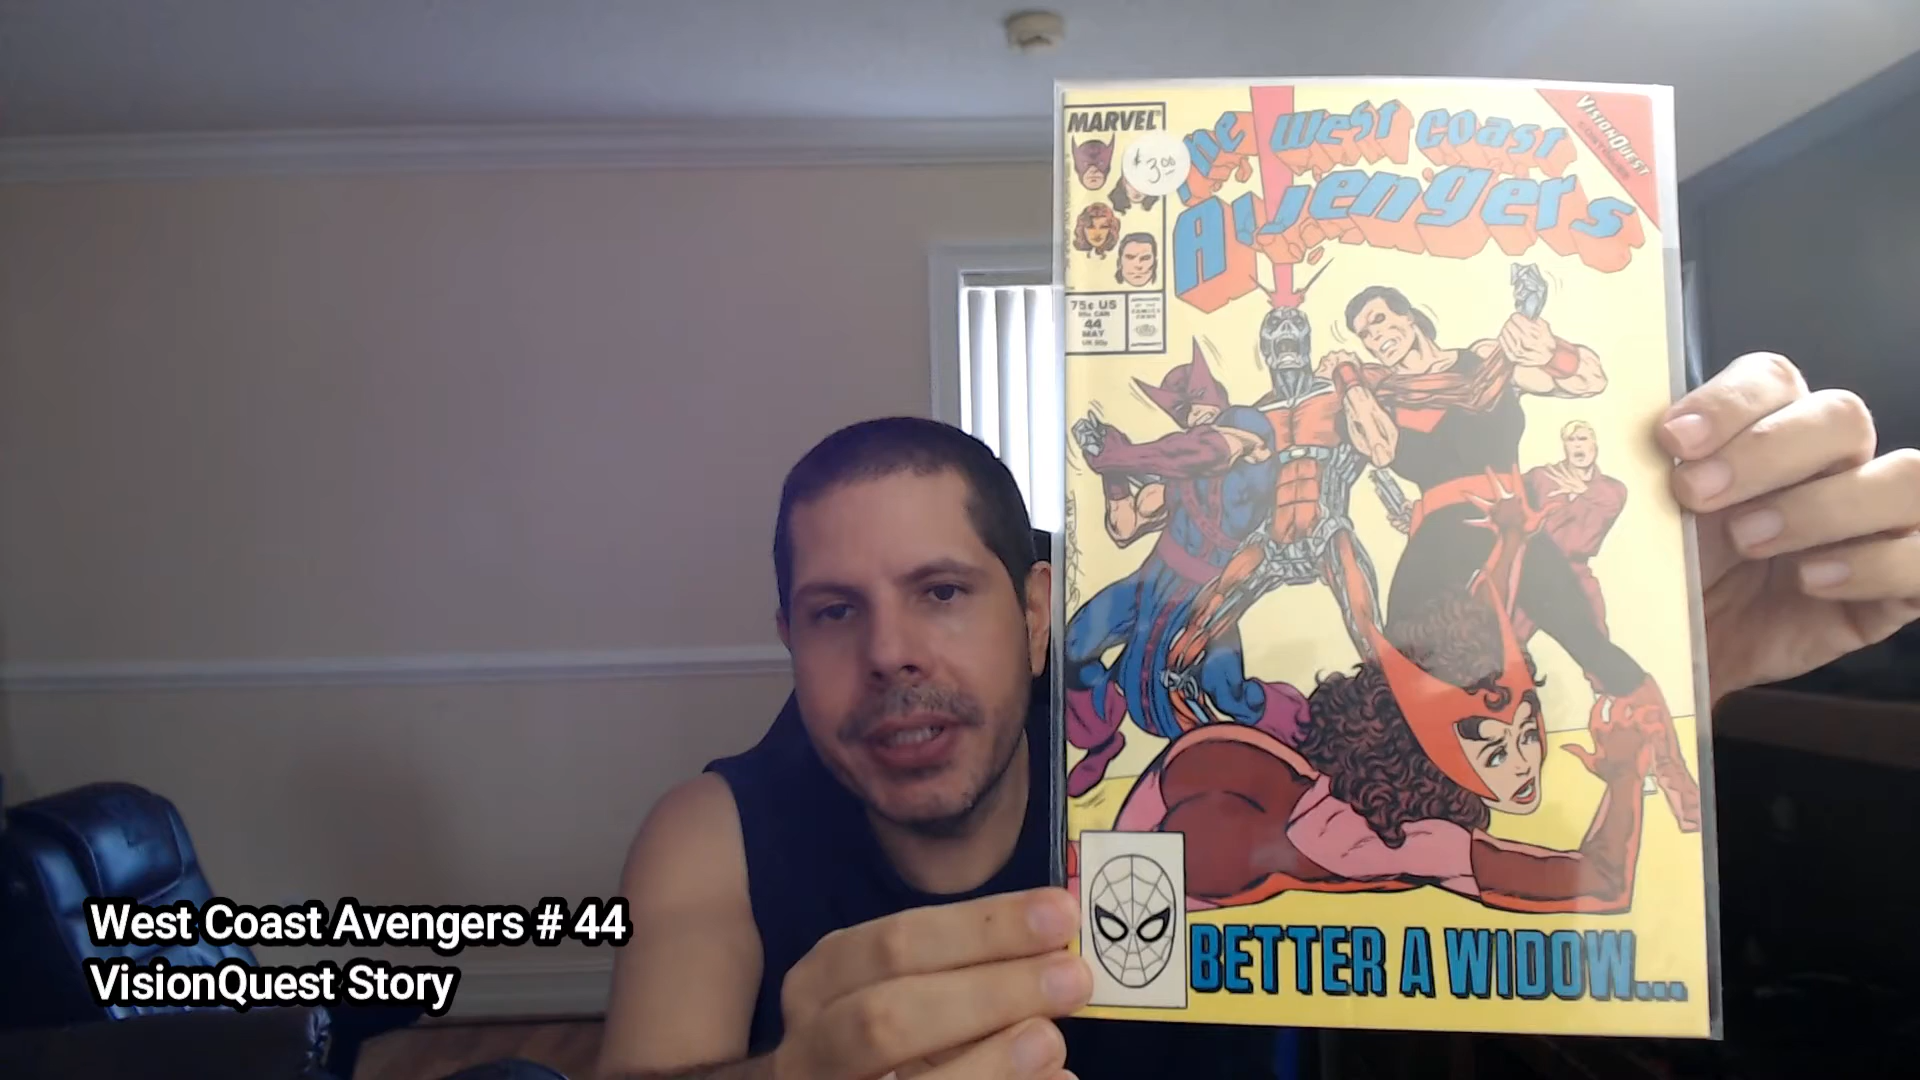 MARVEL
$3.00
The West Coast
Avengers
VISIONQUEST
75¢ US
44
MAY
BETTER A WIDOW...
West Coast Avengers # 44
VisionQuest Story